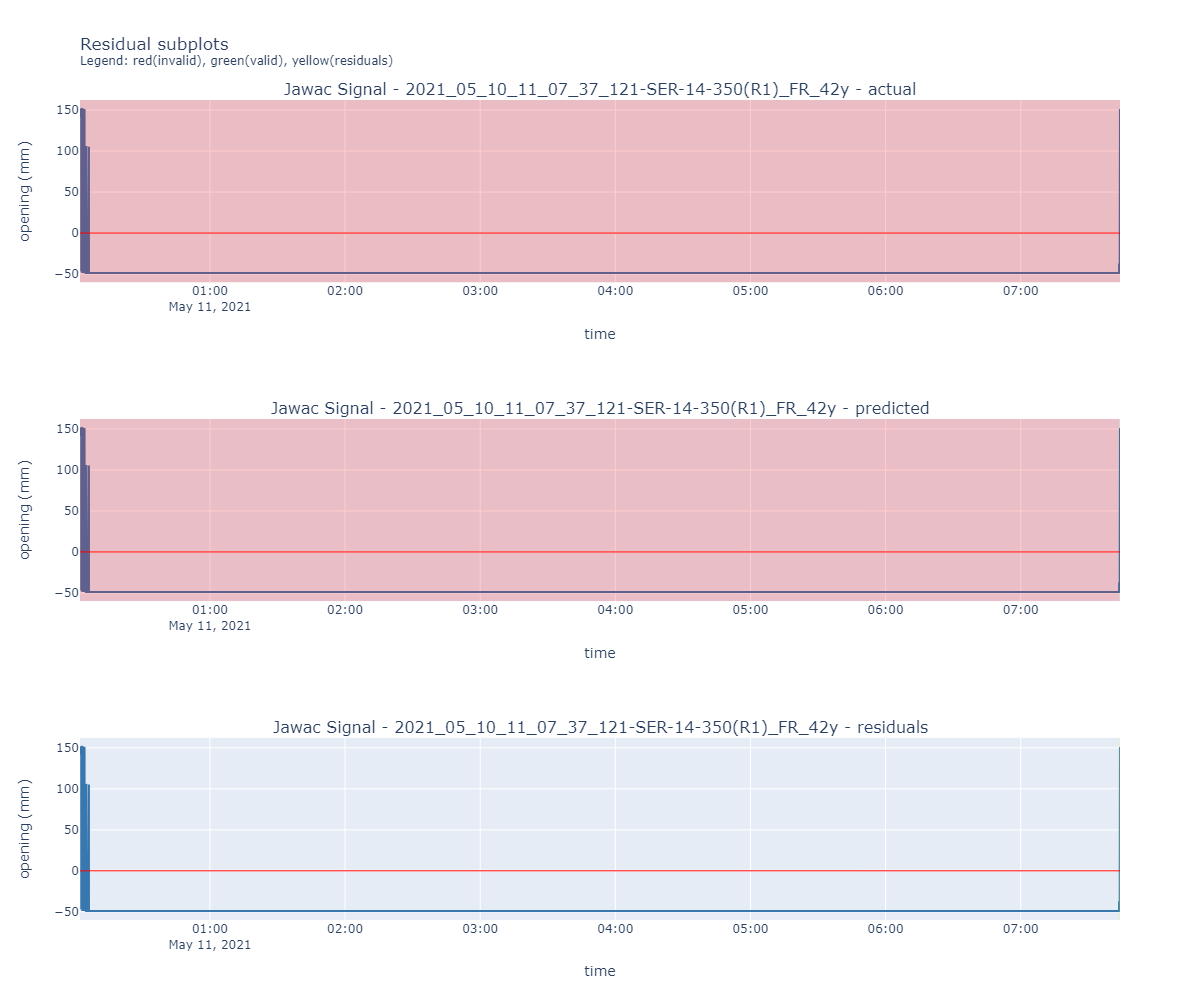 Residual subplots
Legend: red(invalid), green(valid), yellow(residuals)
Jawac Signal - 2021_05_10_11_07_37_121-SER-14-350(R1)_FR_42y - actual
150
100
50
0
−50
opening (mm)
01:00 02:00 03:00 04:00 05:00 06:00 07:00
May 11, 2021
time
Jawac Signal - 2021_05_10_11_07_37_121-SER-14-350(R1)_FR_42y - predicted
150
100
50
0
−50
opening (mm)
01:00 02:00 03:00 04:00 05:00 06:00 07:00
May 11, 2021
time
Jawac Signal - 2021_05_10_11_07_37_121-SER-14-350(R1)_FR_42y - residuals
150
100
50
0
−50
opening (mm)
01:00 02:00 03:00 04:00 05:00 06:00 07:00
May 11, 2021
time